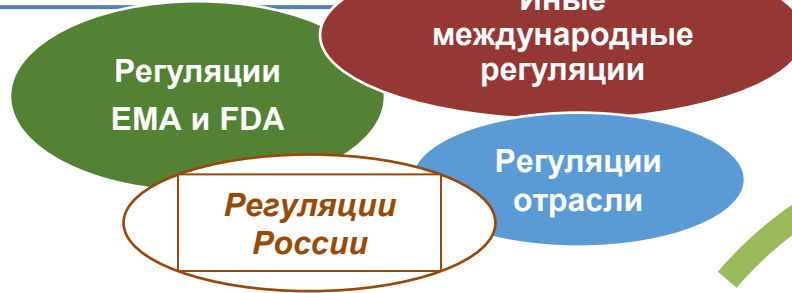 Иные
международные
регуляции
Регуляции
EMA и FDA
Регуляции
отрасли
Регуляции
России